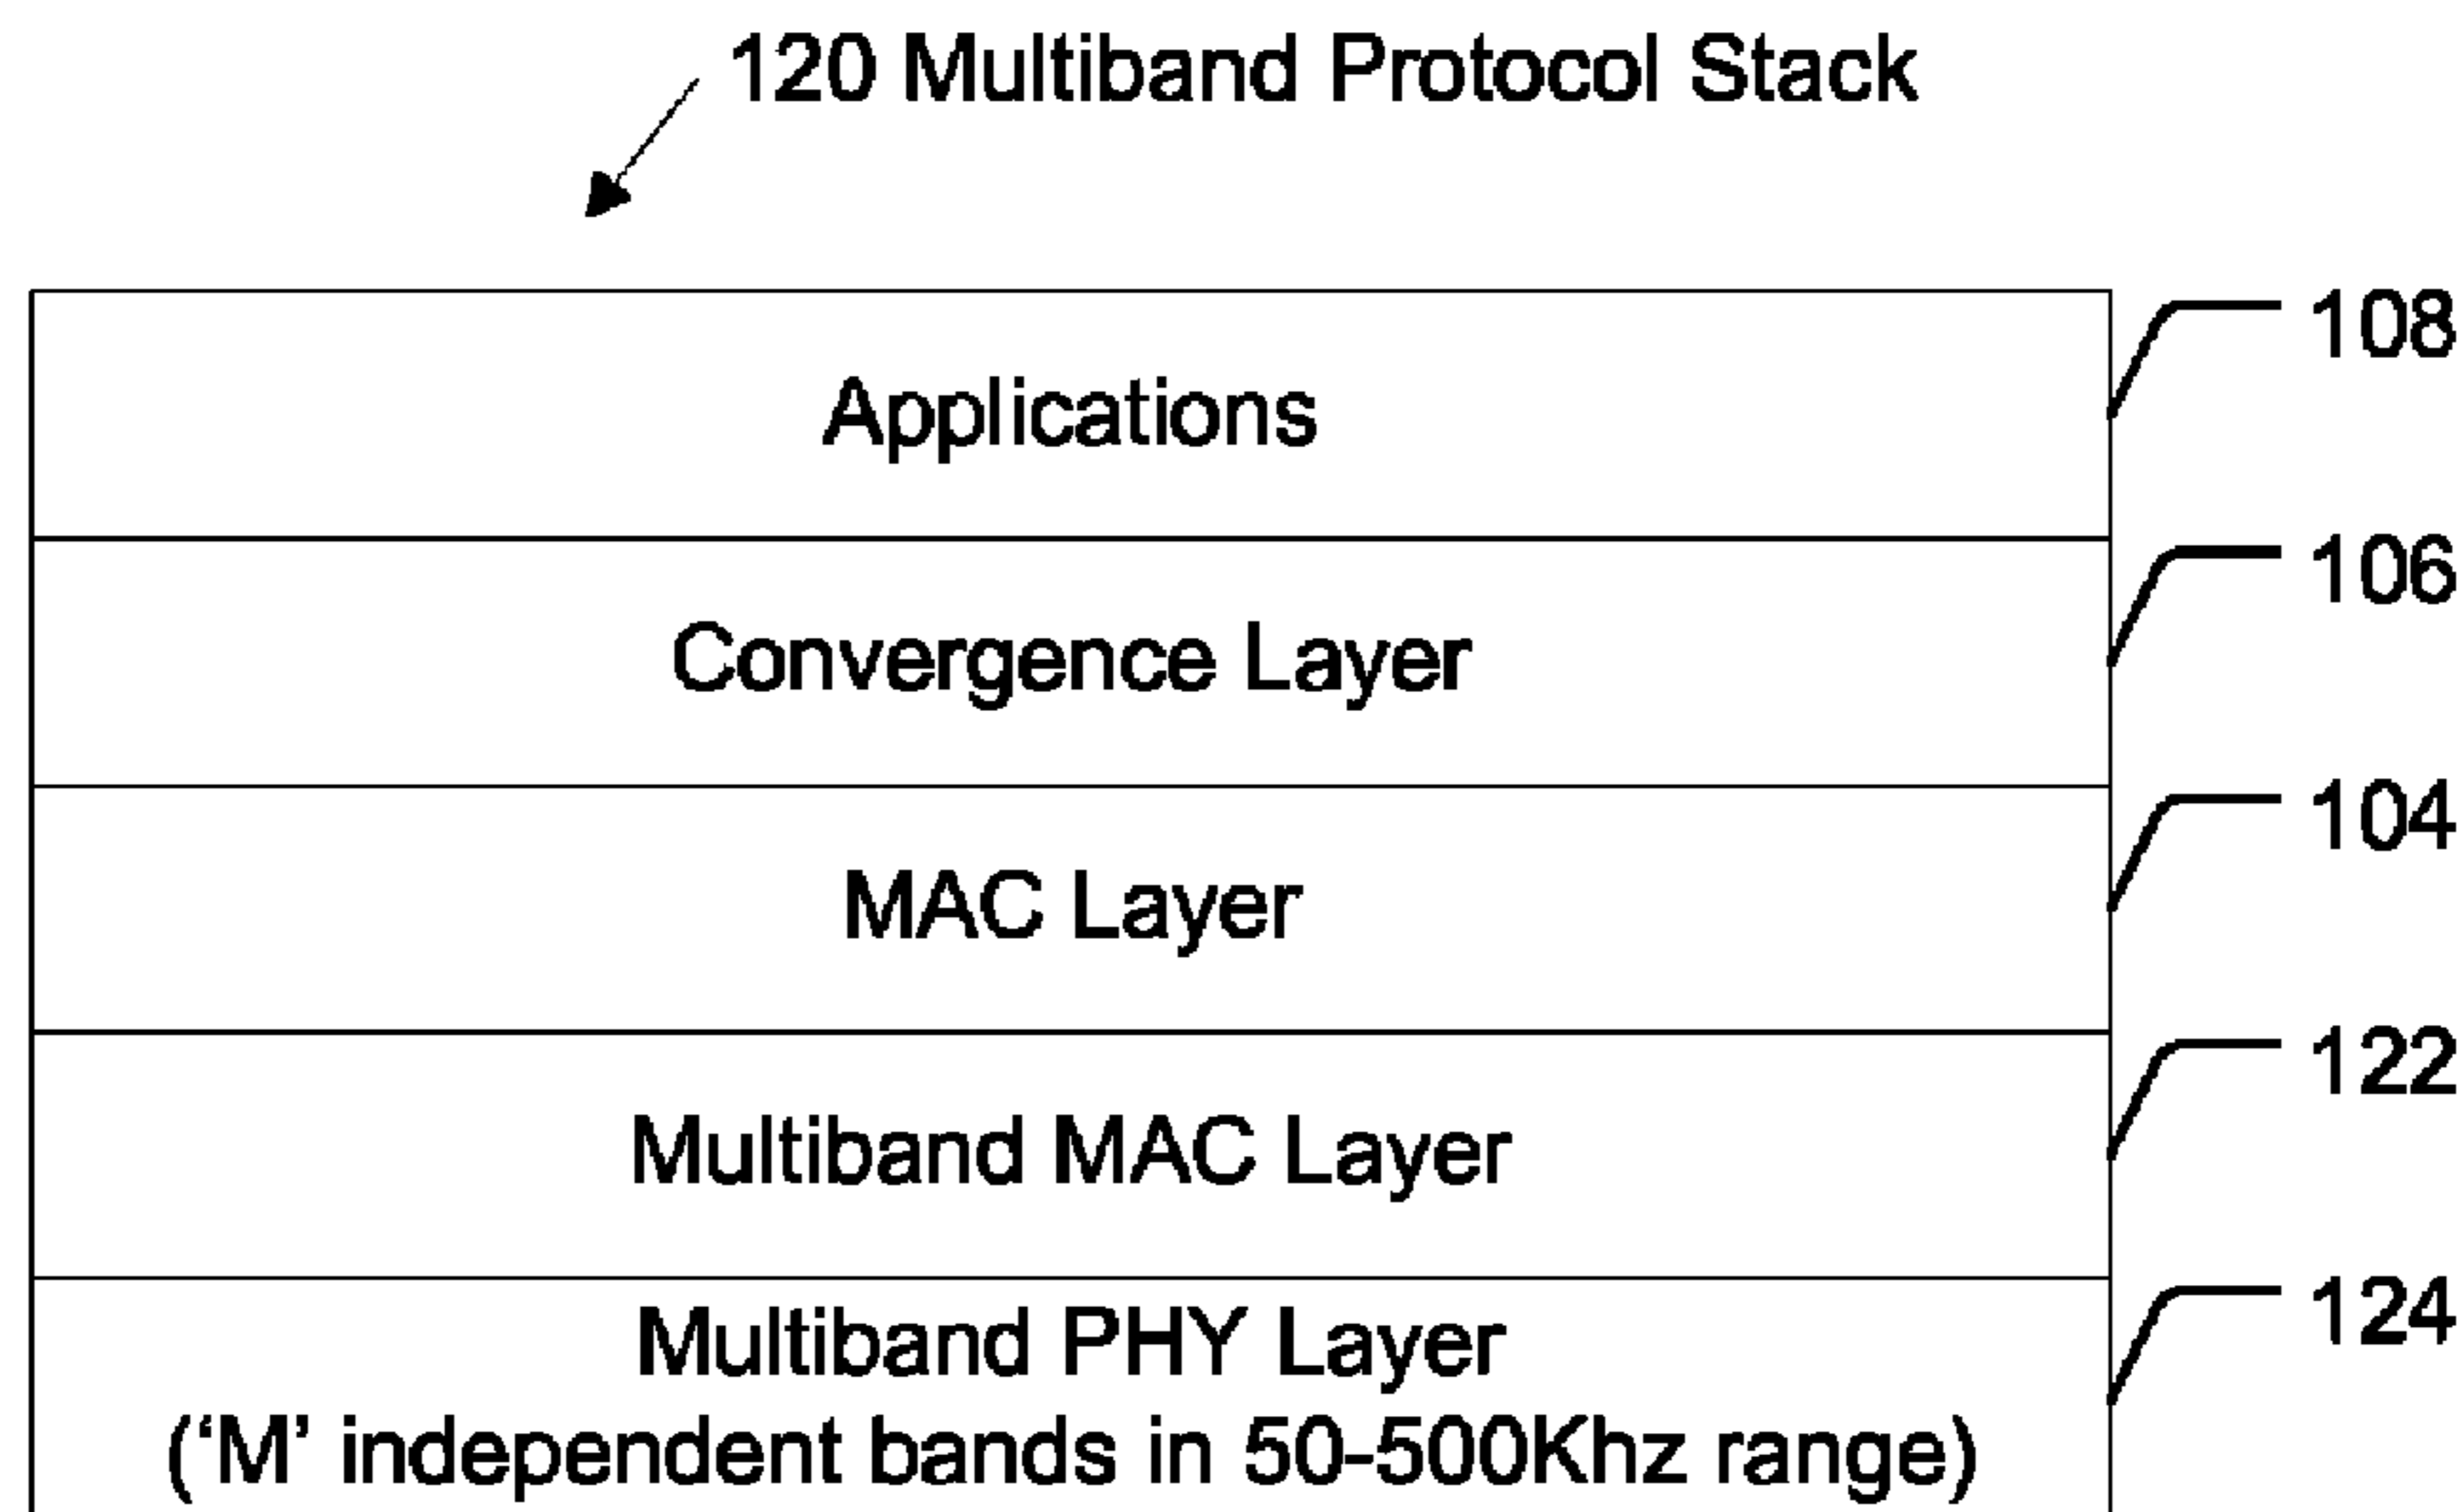 120 Multiband Protocol Stack
108
Applications
106
Convergence Layer
104
MAC Layer
122
Multiband MAC Layer
124
Multiband PHY Layer
(‘M’ independent bands in 50-500Khz range)